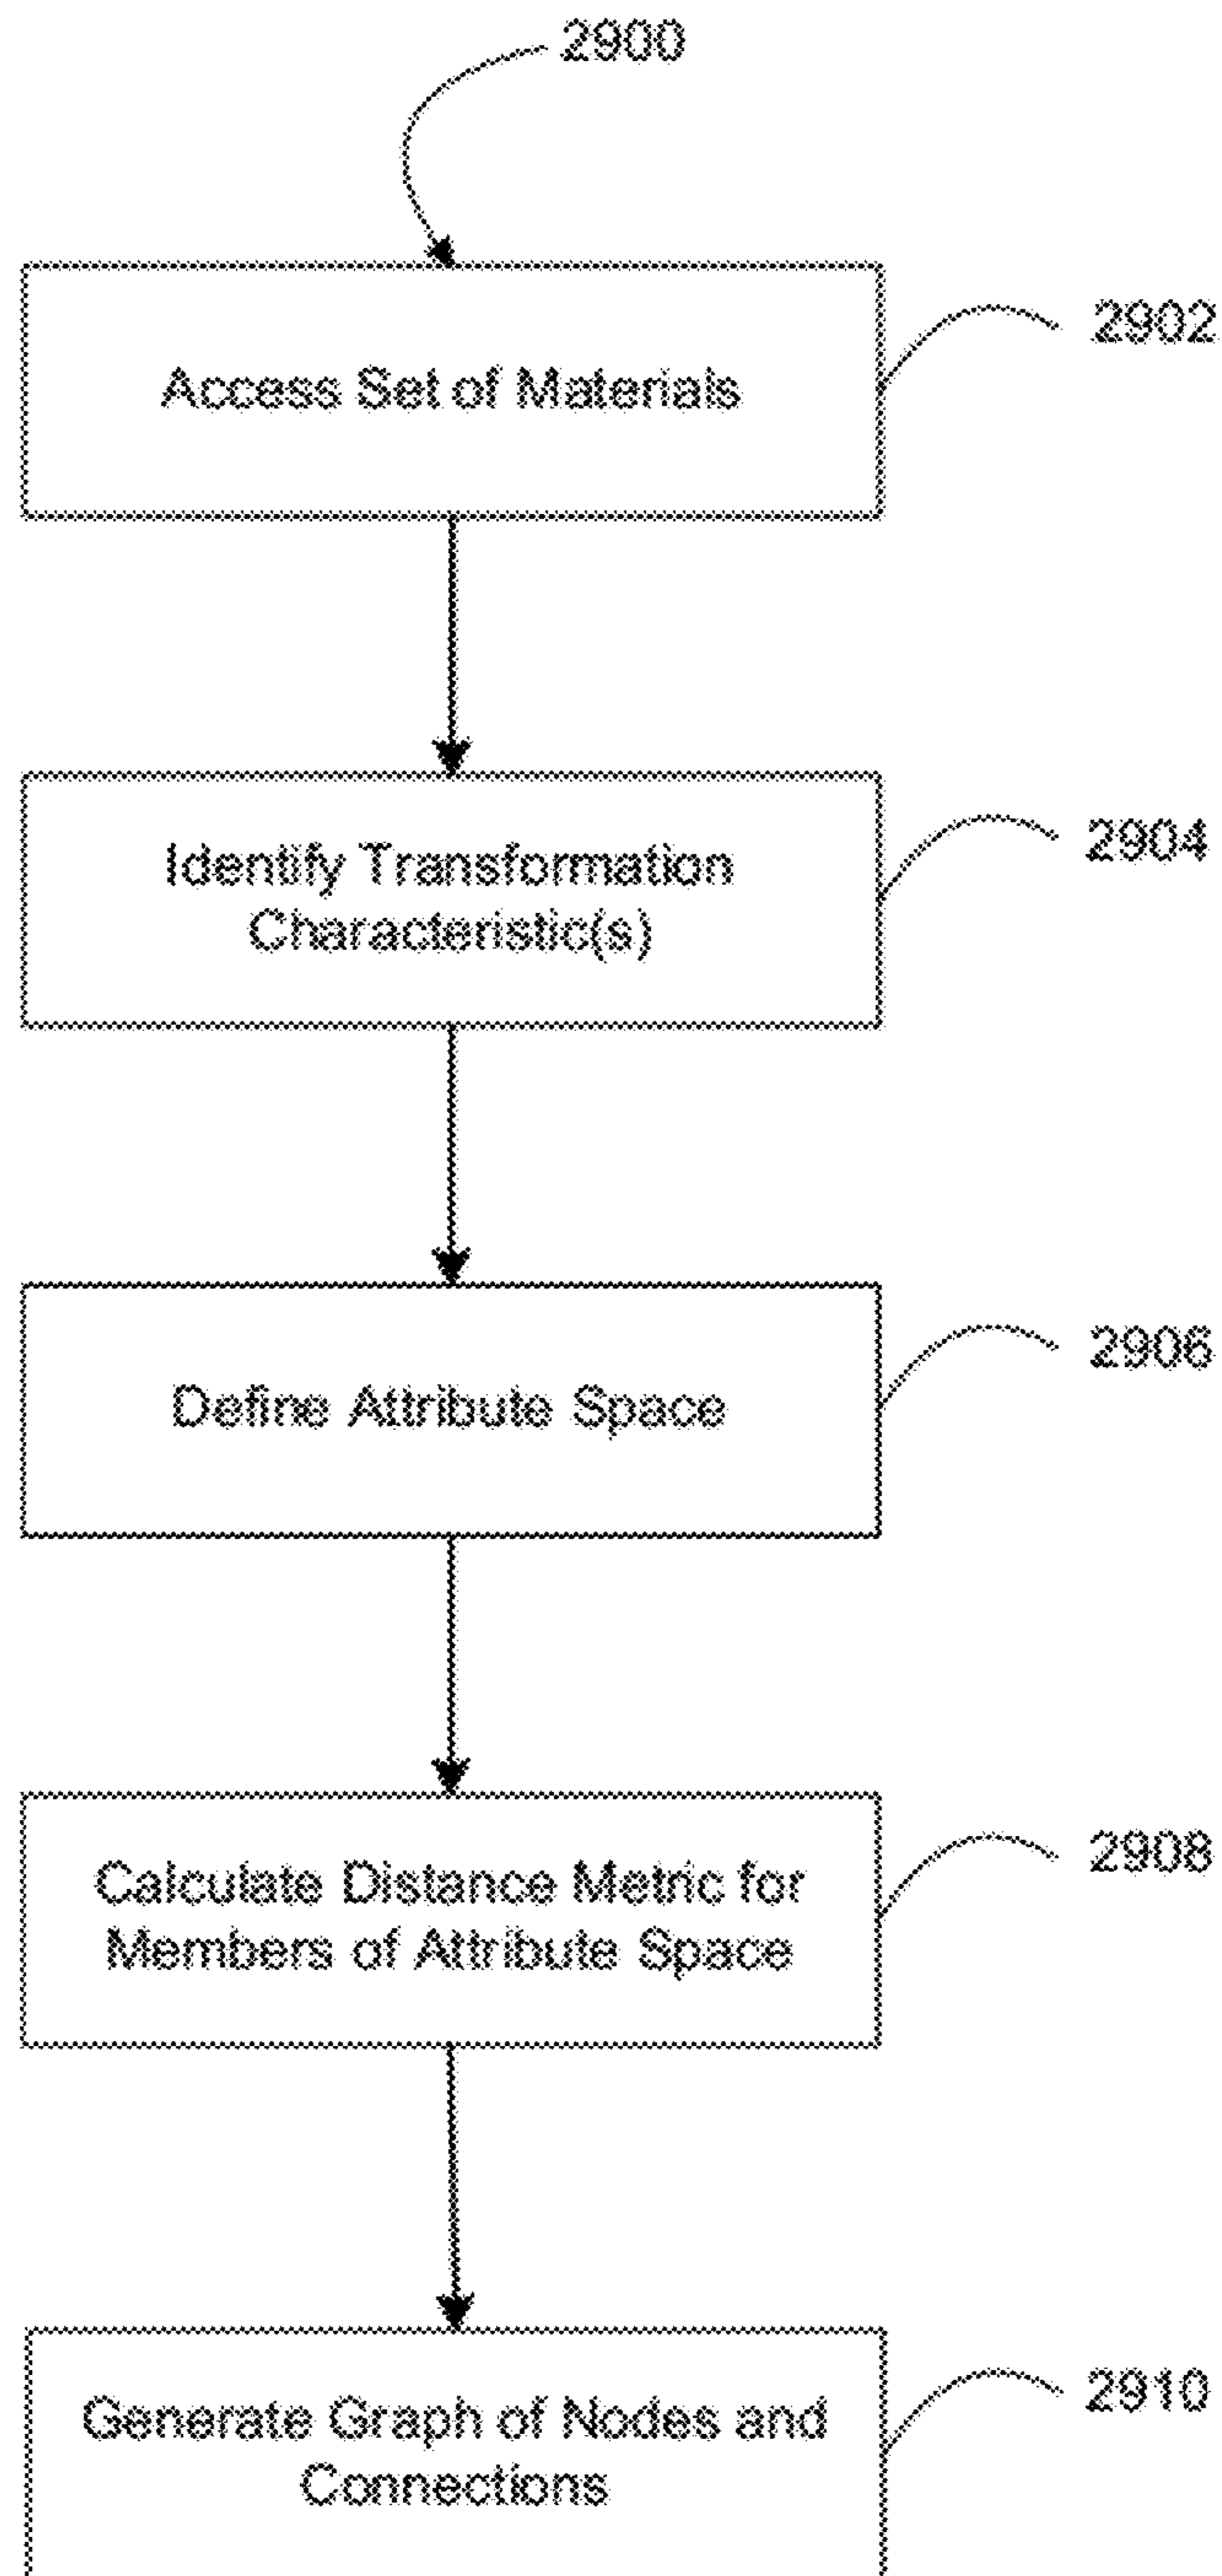 2900
Access Set of Materials
2902
Identify Transformation
Characteristic(s)
2904
Define Attribute Space
2906
Calculate Distance Metric for
Members of Attribute Space
2908
Generate Graph of Nodes and
Connections
2910